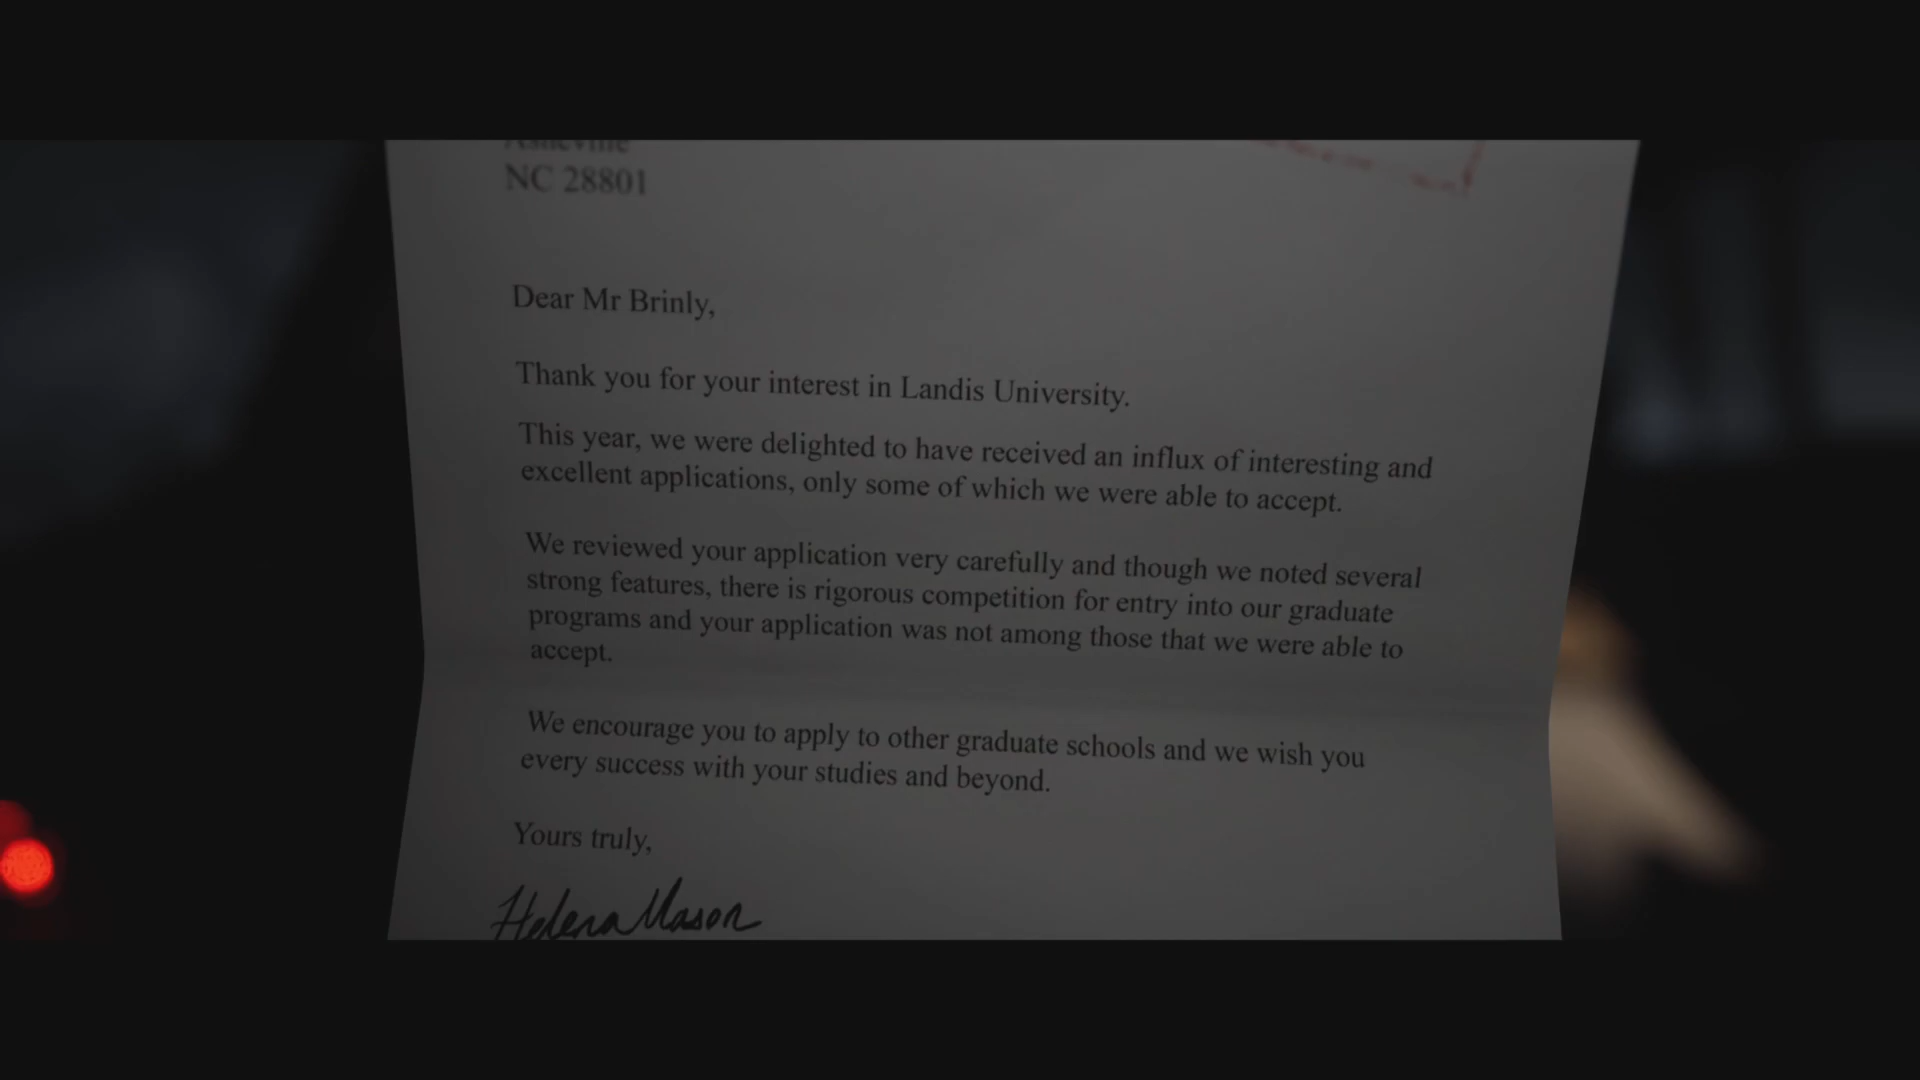 Asheville
NC 28801
Dear Mr Brinly,
Thank you for your interest in Landis University.
This year, we were delighted to have received an influx of interesting and
excellent applications, only some of which we were able to accept.
We reviewed your application very carefully and though we noted several
strong features, there is rigorous competition for entry into our graduate
programs and your application was not among those that we were able to
accept.
We encourage you to apply to other graduate schools and we wish you
every success with your studies and beyond.
Yours truly,
Helena Mason